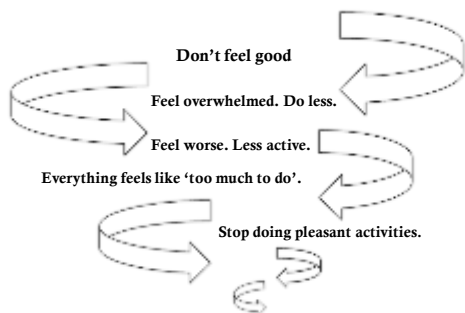 Don’t feel good
Feel overwhelmed. Do less.
Feel worse. Less active.
Everything feels like ‘too much to do’.
Stop doing pleasant activities.